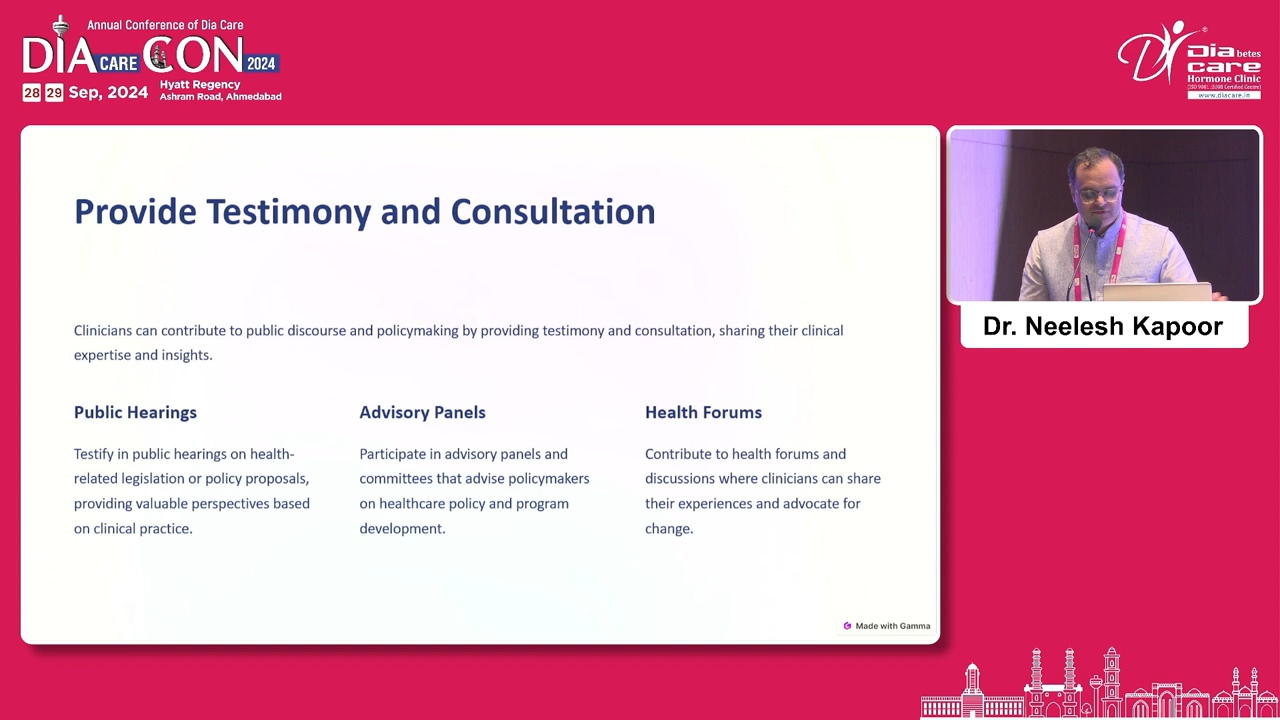 Annual Conference of Dia Care
DIA CARE CON 2024
28 29 Sep, 2024
Hyatt Regency
Ashram Road, Ahmedabad
Diabetes
care
Hormone Clinic
(ISO 9001:2008 Certified Centre)
www.diacare.in
Provide Testimony and Consultation
Clinicians can contribute to public discourse and policymaking by providing testimony and consultation, sharing their clinical
expertise and insights.
Public Hearings
Testify in public hearings on health-
related legislation or policy proposals,
providing valuable perspectives based
on clinical practice.
Advisory Panels
Participate in advisory panels and
committees that advise policymakers
on healthcare policy and program
development.
Health Forums
Contribute to health forums and
discussions where clinicians can share
their experiences and advocate for
change.
Made with Gamma
Dr. Neelesh Kapoor